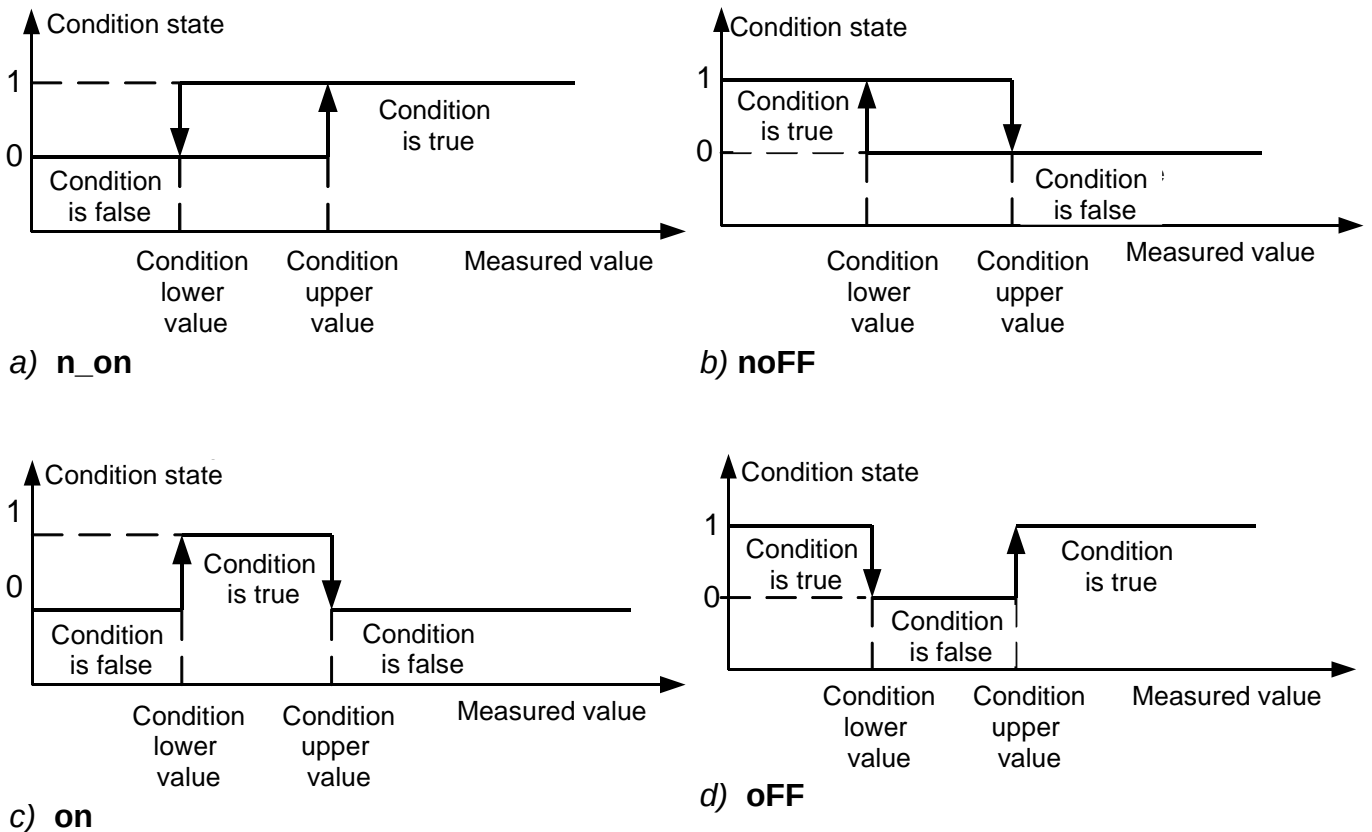 Condition state
1
Condition
is true
0
Condition
is false
Condition
lower
value
Condition
upper
value
Measured value
a) n_on
Condition state
1
Condition
is true
0
Condition
is false
Condition
lower
value
Condition
upper
value
Measured value
b) noFF
Condition state
1
Condition
is true
0
Condition
is false
Condition
is false
Condition
lower
value
Condition
upper
value
Measured value
c) on
Condition state
1
Condition
is true
Condition
is true
0
Condition
is false
Condition
lower
value
Condition
upper
value
Measured value
d) oFF